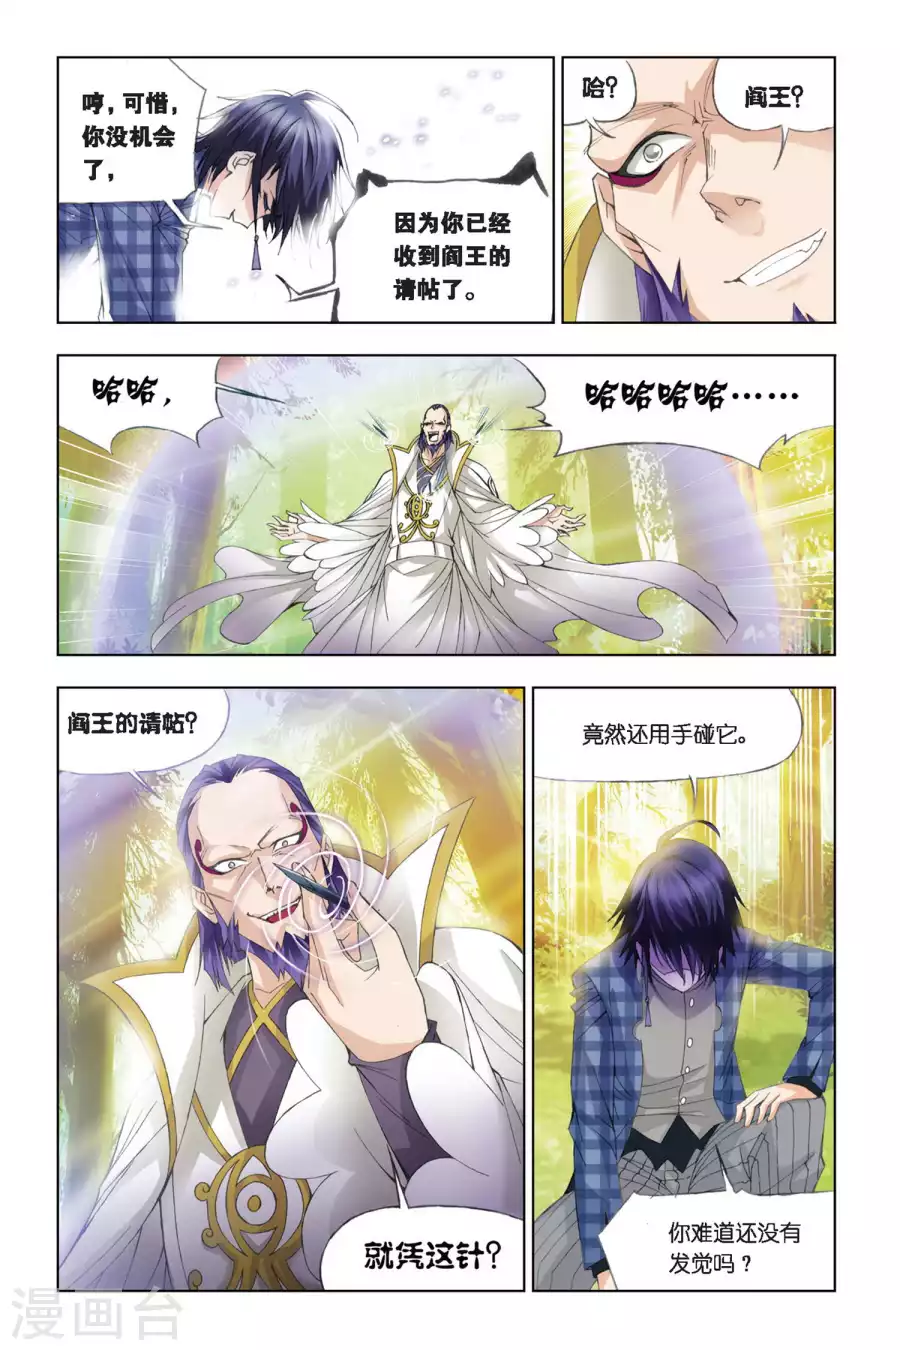 哼，可惜，
你没机会
了，
因为你已经
收到阎王的
请帖了。
哈？
阎王？
哈哈，
哈哈哈哈……
阎王的请帖？
就凭这针？
竟然还用手碰它。
你难道还没有
发觉吗？
漫画台